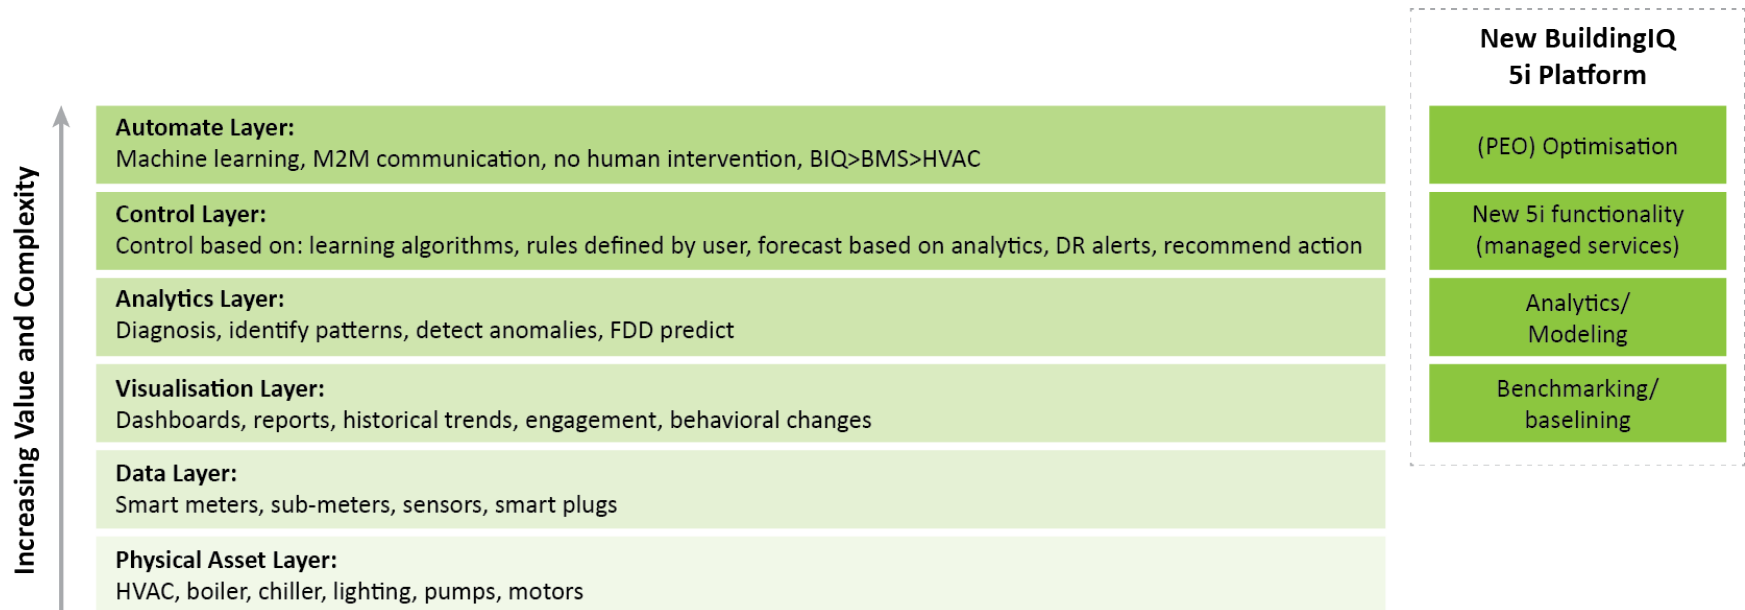 New BuildingIQ
5i Platform
Increasing Value and Complexity
Automate Layer:
Machine learning, M2M communication, no human intervention, BIQ>BMS>HVAC
(PEO) Optimisation
Control Layer:
Control based on: learning algorithms, rules defined by user, forecast based on analytics, DR alerts, recommend action
New 5i functionality
(managed services)
Analytics Layer:
Diagnosis, identify patterns, detect anomalies, FDD predict
Analytics/
Modeling
Visualisation Layer:
Dashboards, reports, historical trends, engagement, behavioral changes
Benchmarking/
baselining
Data Layer:
Smart meters, sub-meters, sensors, smart plugs
Physical Asset Layer:
HVAC, boiler, chiller, lighting, pumps, motors